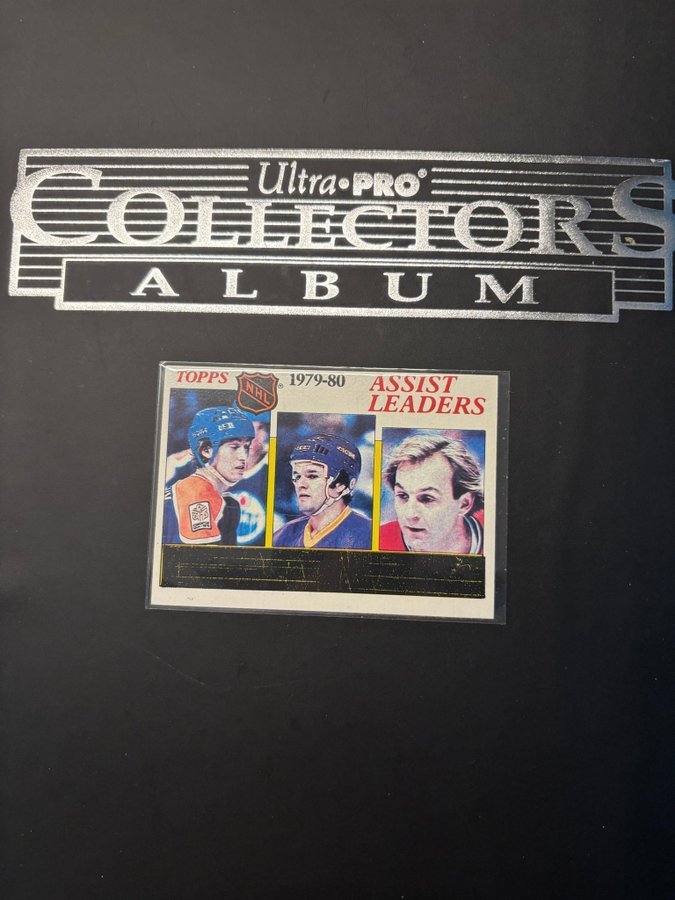 Ultra•PRO®
COLLECTORS
ALBUM
TOPPS NHL® 1979-80 ASSIST
LEADERS